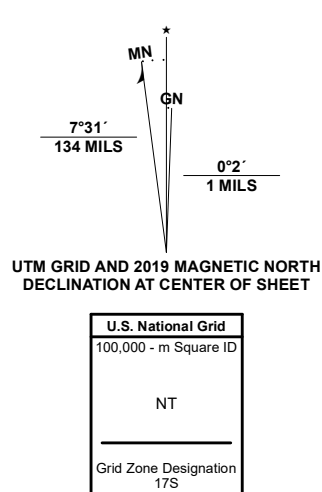 ★
MN
GN
7°31´
134 MILS
0°2´
1 MILS
UTM GRID AND 2019 MAGNETIC NORTH
DECLINATION AT CENTER OF SHEET
U.S. National Grid
100,000 - m Square ID
NT
Grid Zone Designation
17S